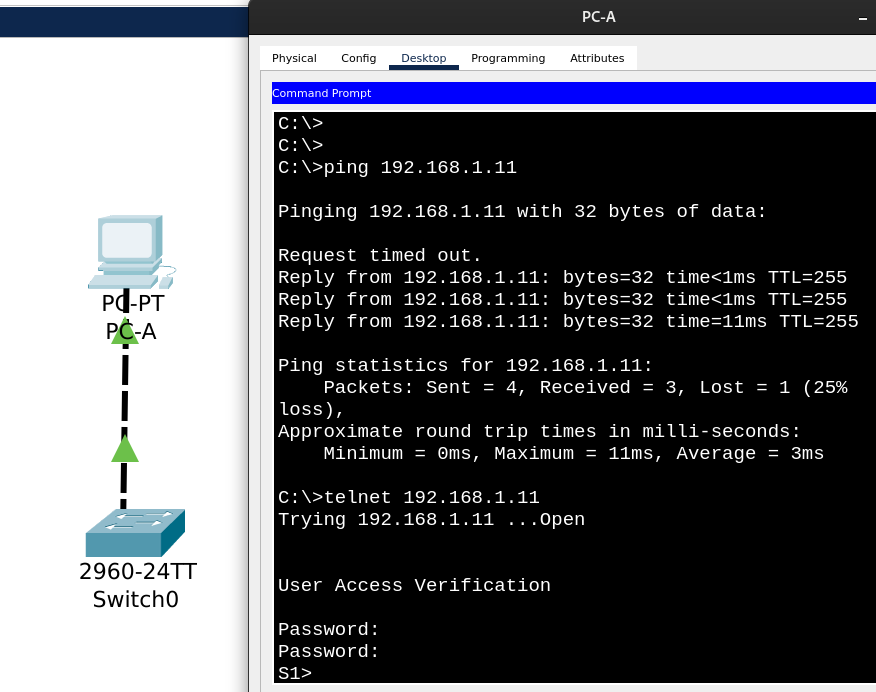 PC-A
Physical Config Desktop Programming Attributes
Command Prompt
C:\>
C:\>
C:\>ping 192.168.1.11
Pinging 192.168.1.11 with 32 bytes of data:
Request timed out.
Reply from 192.168.1.11: bytes=32 time<1ms TTL=255
Reply from 192.168.1.11: bytes=32 time<1ms TTL=255
Reply from 192.168.1.11: bytes=32 time=11ms TTL=255
Ping statistics for 192.168.1.11:
    Packets: Sent = 4, Received = 3, Lost = 1 (25%
loss),
Approximate round trip times in milli-seconds:
    Minimum = 0ms, Maximum = 11ms, Average = 3ms
C:\>telnet 192.168.1.11
Trying 192.168.1.11 ...Open
User Access Verification
Password:
Password:
S1>
PC-PT
PC-A
2960-24TT
Switch0